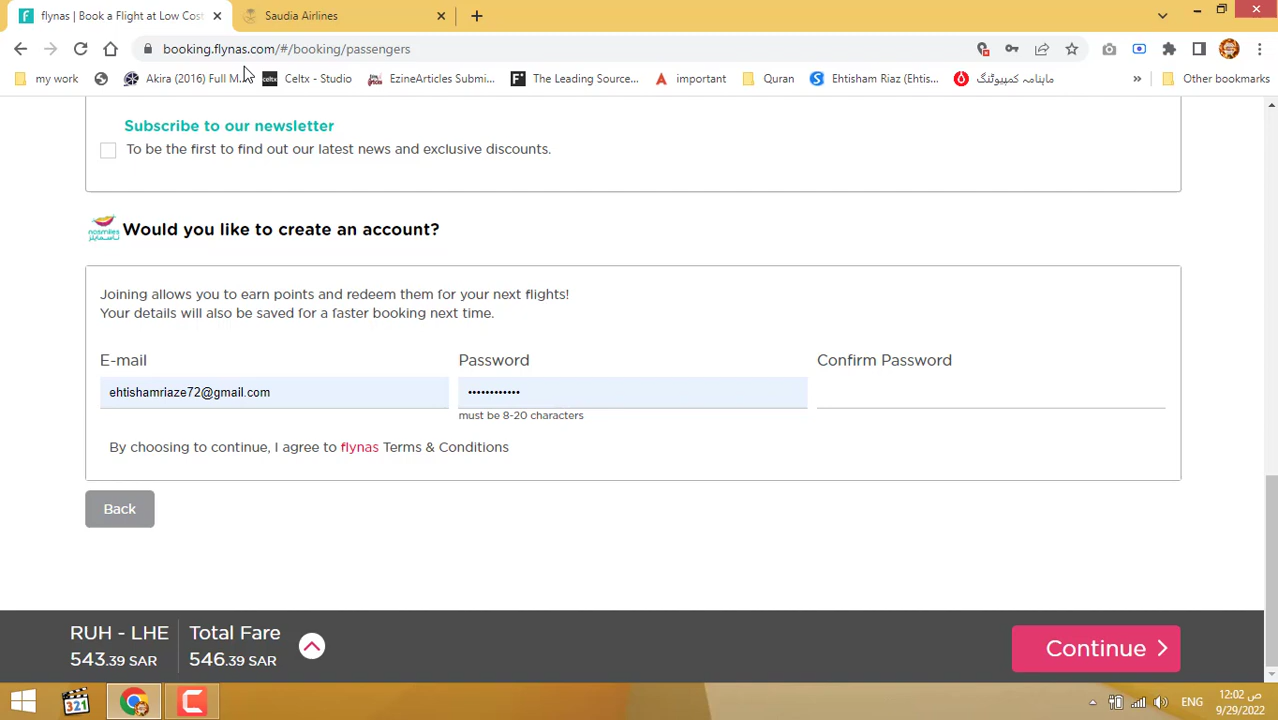 flynas | Book a Flight at Low Cost
Saudia Airlines
booking.flynas.com/#/booking/passengers
my work
Akira (2016) Full M...
celtx
Celtx - Studio
EzineArticles Submi...
The Leading Source...
important
Quran
Ehtisham Riaz (Ehtis...
ماہنامہ کمپیوٹنگ
»
Other bookmarks
Subscribe to our newsletter
To be the first to find out our latest news and exclusive discounts.
nasmiles
ناسمايلز
Would you like to create an account?
Joining allows you to earn points and redeem them for your next flights!
Your details will also be saved for a faster booking next time.
E-mail
Password
Confirm Password
ehtishamriaze72@gmail.com
••••••••••••
must be 8-20 characters
By choosing to continue, I agree to flynas Terms & Conditions
Back
RUH - LHE
543.39 SAR
Total Fare
546.39 SAR
Continue
321
ENG
12:02 ص
9/29/2022